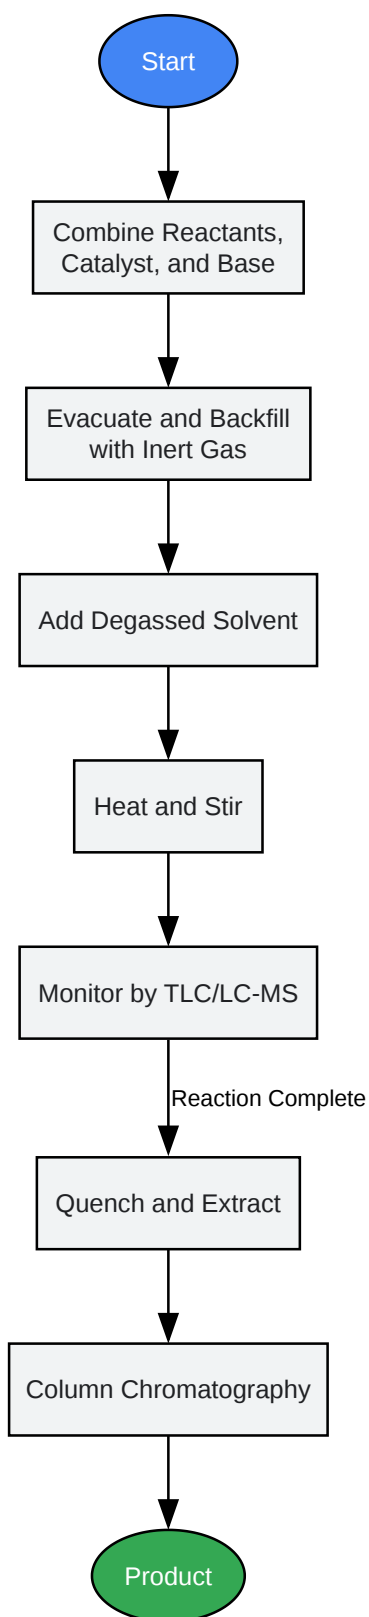 Start
Combine Reactants,
Catalyst, and Base
Evacuate and Backfill
with Inert Gas
Add Degassed Solvent
Heat and Stir
Monitor by TLC/LC-MS
Reaction Complete
Quench and Extract
Column Chromatography
Product